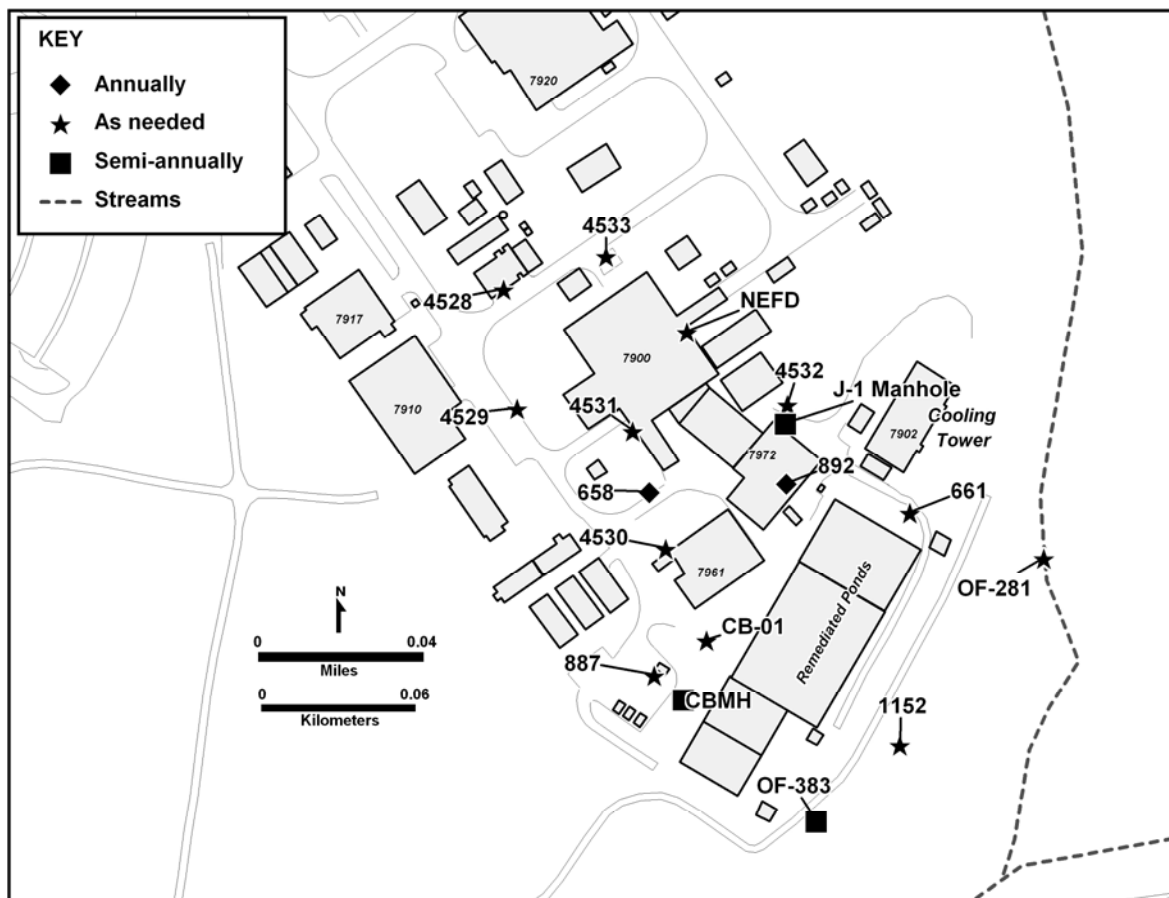 KEY
Annually
As needed
Semi-annually
Streams
7920
4533
4528
NEFD
7917
7900
4532
J-1 Manhole
7910
4529
4531
7902
Cooling
Tower
7972
892
658
661
4530
7961
OF-281
Remediated Ponds
N
CB-01
0 0.04
Miles
887
CBMH
0 0.06
Kilometers
1152
OF-383